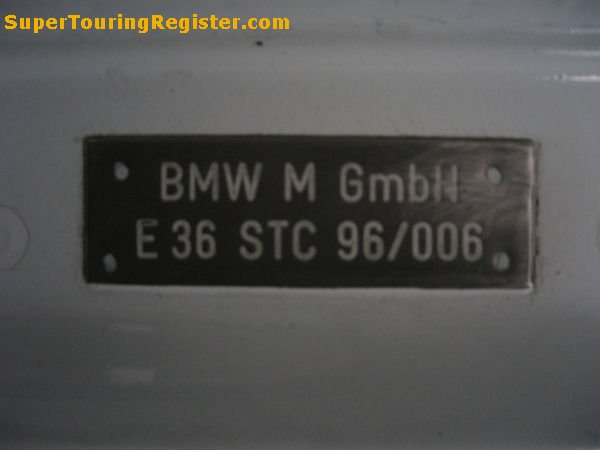 SuperTouringRegister.com
BMW M GmbH
E 36 STC 96/006